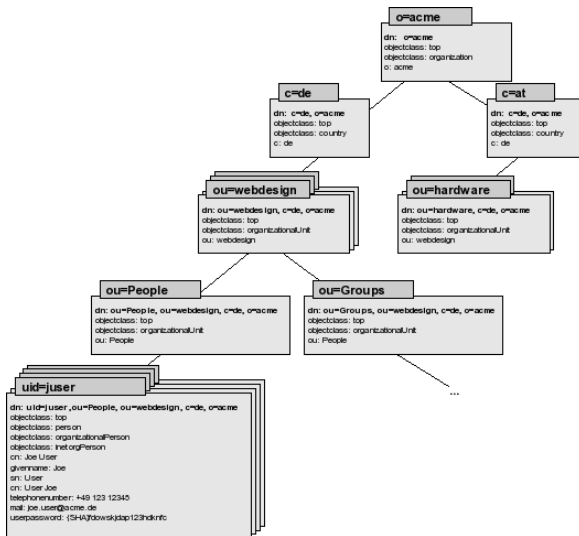 o=acme
dn: o=acme
objectclass: top
objectclass: organization
o: acme
c=de
dn: c=de, o=acme
objectclass: top
objectclass: country
c: de
c=at
dn: c=de, o=acme
objectclass: top
objectclass: country
c: de
ou=webdesign
dn: ou=webdesign, c=de, o=acme
objectclass: top
objectclass: organizationalUnit
ou: webdesign
ou=hardware
dn: ou=hardware, c=de, o=acme
objectclass: top
objectclass: organizationalUnit
ou: webdesign
ou=People
dn: ou=People, ou=webdesign, c=de, o=acme
objectclass: top
objectclass: organizationalUnit
ou: People
ou=Groups
dn: ou=Groups, ou=webdesign, c=de, o=acme
objectclass: top
objectclass: organizationalUnit
ou: People
...
uid=juser
dn: uid=juser ,ou=People, ou=webdesign, c=de, o=acme
objectclass: top
objectclass: person
objectclass: organizationalPerson
objectclass: inetorgPerson
cn: Joe User
givenname: Joe
sn: User
cn: User Joe
telephonenumber: +49 123 12345
mail: joe.user@acme.de
userpassword: {SHA}fdowskjdap123hdknfc